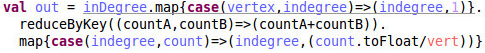 val out = inDegree.map{case(vertex,indegree)=>(indegree,1)}.
reduceByKey((countA,countB)=>(countA+countB)).
map{case(indegree,count)=>(indegree,(count.toFloat/vert))}